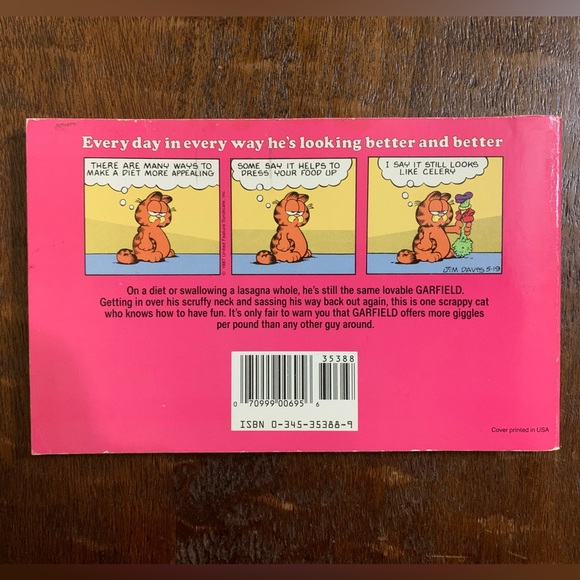 Every day in every way he's looking better and better
THERE ARE MANY WAYS TO
MAKE A DIET MORE APPEALING
SOME SAY IT HELPS TO
DRESS YOUR FOOD UP
I SAY IT STILL LOOKS
LIKE CELERY
JIM DAVIS 5-19
On a diet or swallowing a lasagna whole, he's still the same lovable GARFIELD.
Getting in over his scruffy neck and sassing his way back out again, this is one scrappy cat
who knows how to have fun. It's only fair to warn you that GARFIELD offers more giggles
per pound than any other guy around.
35388
0 70999 00695 6
ISBN 0-345-35388-9
Cover printed in USA